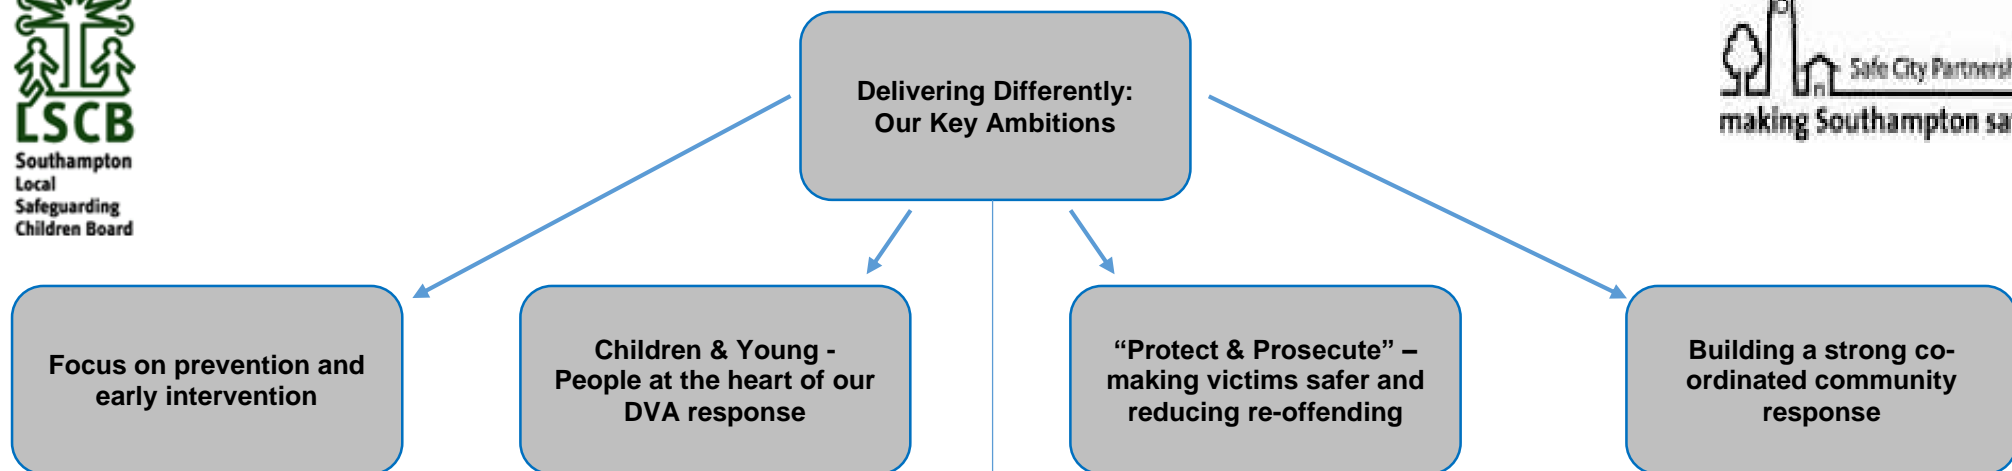 LSCB
Southampton
Local
Safeguarding
Children Board
Delivering Differently:
Our Key Ambitions
Safe City Partnersh
making Southampton sa
Focus on prevention and
early intervention
Children & Young -
People at the heart of our
DVA response
“Protect & Prosecute” –
making victims safer and
reducing re-offending
Building a strong co-
ordinated community
response